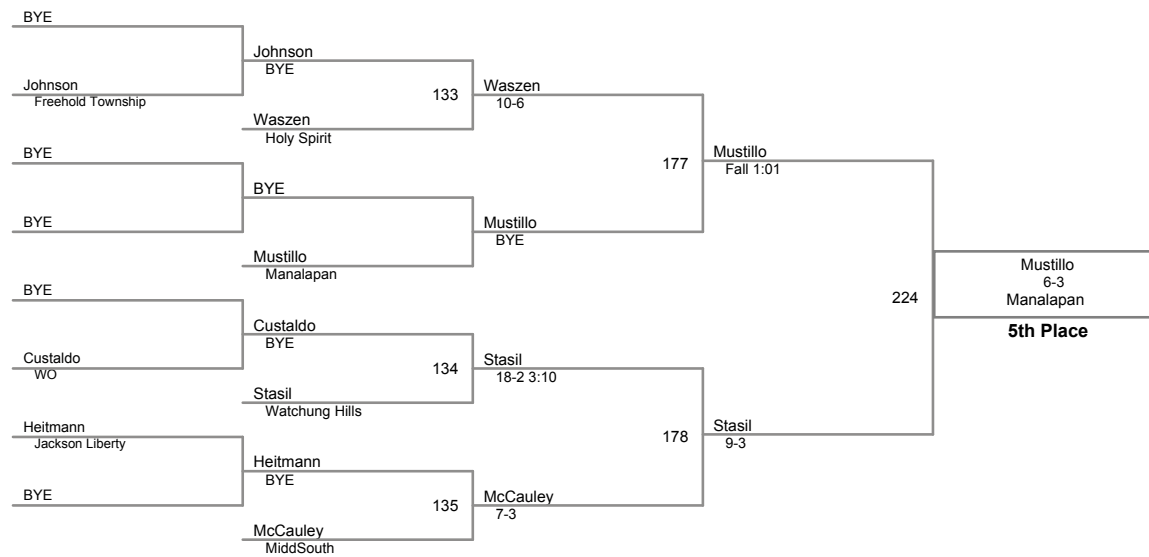 BYE
Johnson
Freehold Township
BYE
BYE
BYE
Custaldo
WO
Heitmann
Jackson Liberty
BYE
Johnson
BYE
Waszen
Holy Spirit
BYE
Mustillo
Manalapan
Custaldo
BYE
Stasil
Watchung Hills
Heitmann
BYE
McCauley
MiddSouth
133
134
135
Waszen
10-6
Mustillo
BYE
Stasil
18-2 3:10
McCauley
7-3
177
178
Mustillo
Fall 1:01
Stasil
9-3
224
Mustillo
6-3
Manalapan
5th Place